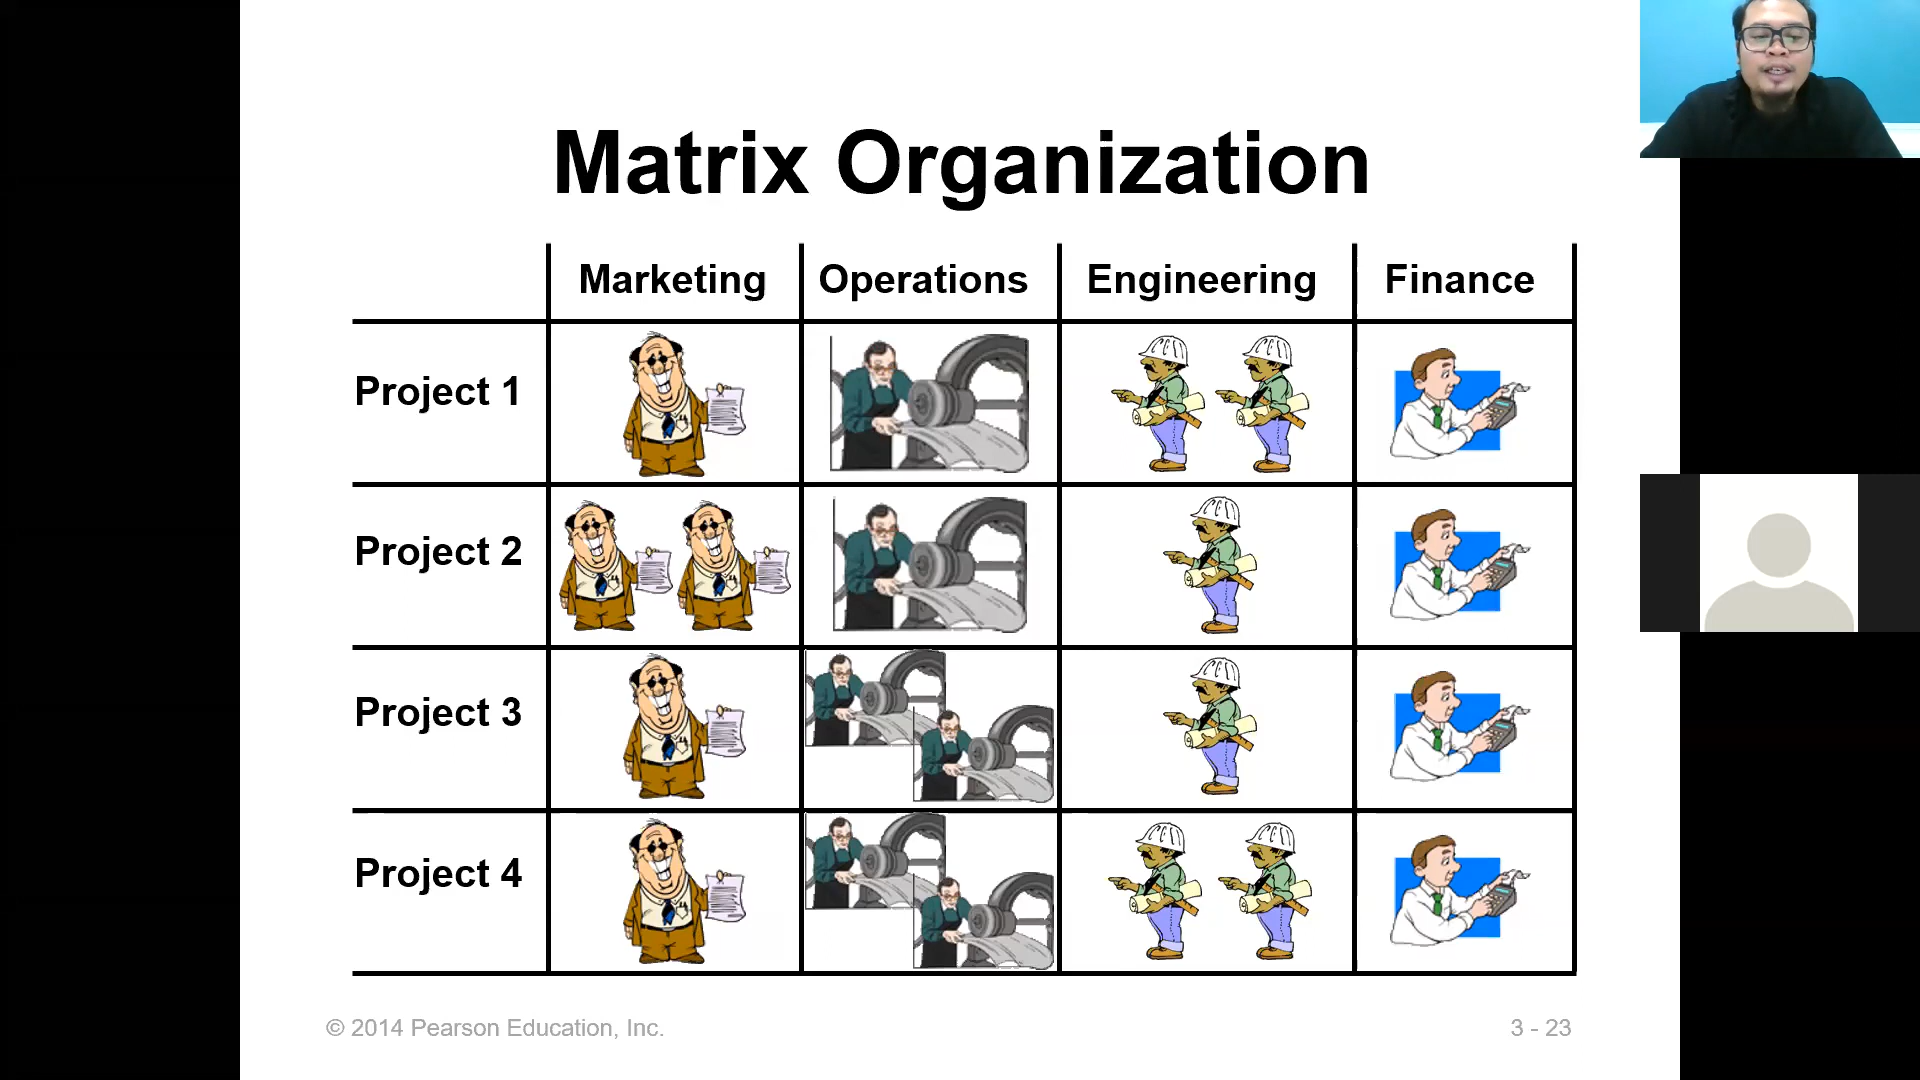 Matrix Organization
Marketing Operations Engineering Finance
Project 1
Project 2
Project 3
Project 4
© 2014 Pearson Education, Inc.
3 - 23